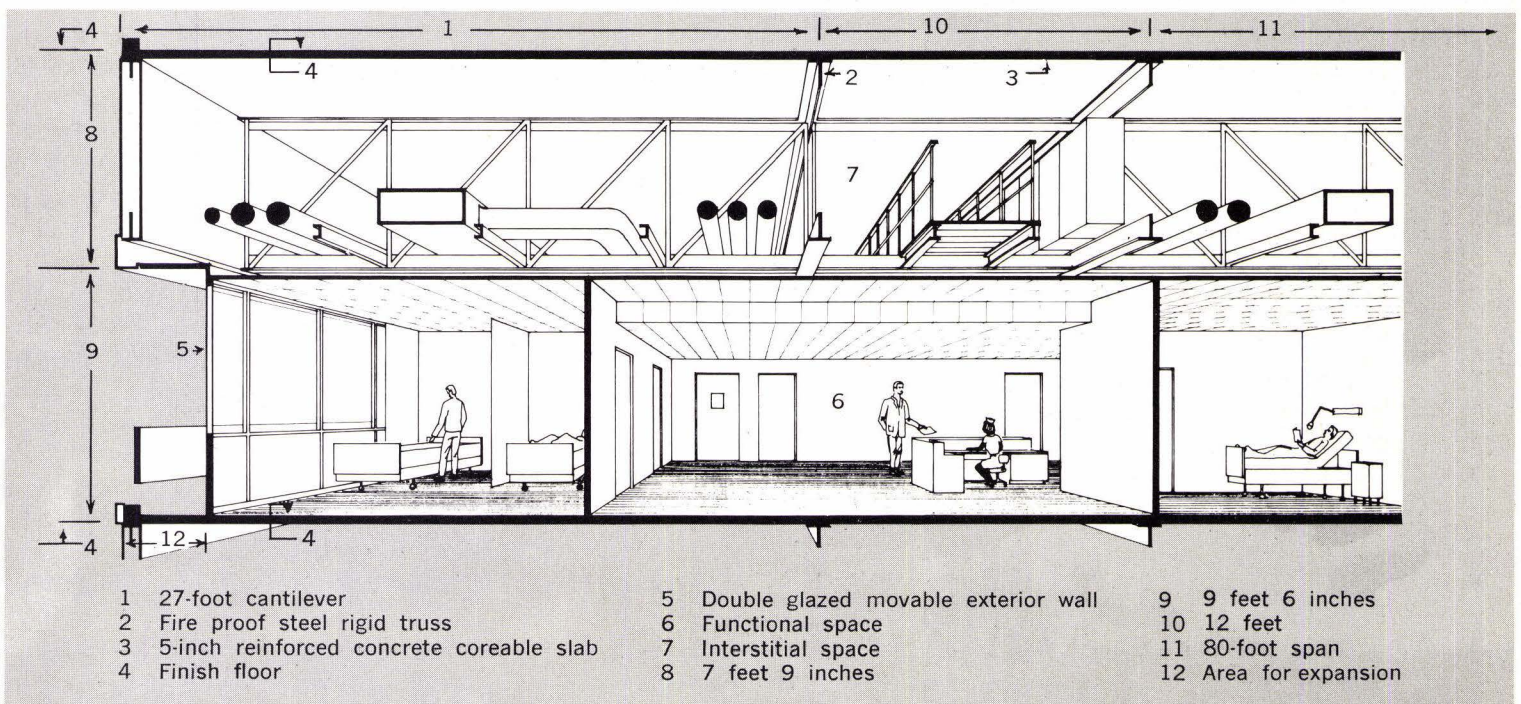 4 1 10 11
4 2 3
8
7
9 5 6
4 12 4
1 27-foot cantilever
2 Fire proof steel rigid truss
3 5-inch reinforced concrete coreable slab
4 Finish floor
5 Double glazed movable exterior wall
6 Functional space
7 Interstitial space
8 7 feet 9 inches
9 9 feet 6 inches
10 12 feet
11 80-foot span
12 Area for expansion